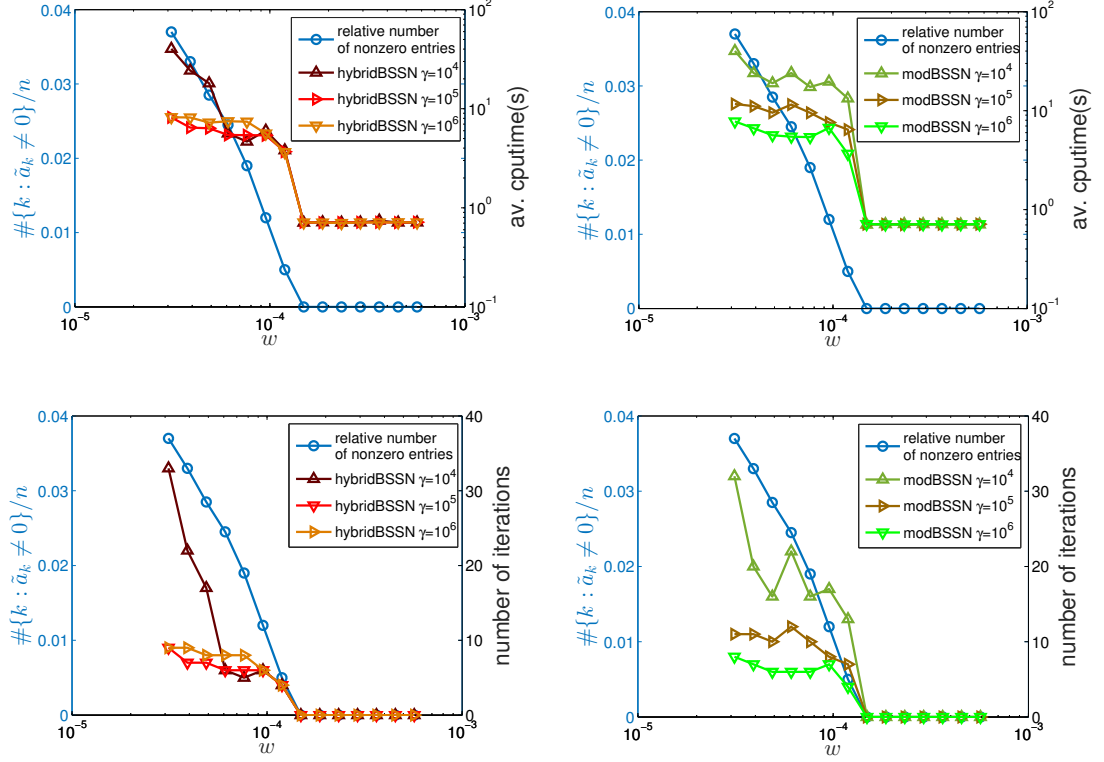 0.04
0.03
0.02
0.01
0
#{k : ã_k ≠ 0}/n
10^-5
10^-4
10^-3
w
10^2
10^1
10^0
10^-1
av. cputime(s)
relative number
of nonzero entries
hybridBSSN γ=10^4
hybridBSSN γ=10^5
hybridBSSN γ=10^6
0.04
0.03
0.02
0.01
0
#{k : ã_k ≠ 0}/n
10^-5
10^-4
10^-3
w
10^2
10^1
10^0
10^-1
av. cputime(s)
relative number
of nonzero entries
modBSSN γ=10^4
modBSSN γ=10^5
modBSSN γ=10^6
0.04
0.03
0.02
0.01
0
#{k : ã_k ≠ 0}/n
10^-5
10^-4
10^-3
w
40
30
20
10
0
number of iterations
relative number
of nonzero entries
hybridBSSN γ=10^4
hybridBSSN γ=10^5
hybridBSSN γ=10^6
0.04
0.03
0.02
0.01
0
#{k : ã_k ≠ 0}/n
10^-5
10^-4
10^-3
w
40
30
20
10
0
number of iterations
relative number
of nonzero entries
modBSSN γ=10^4
modBSSN γ=10^5
modBSSN γ=10^6